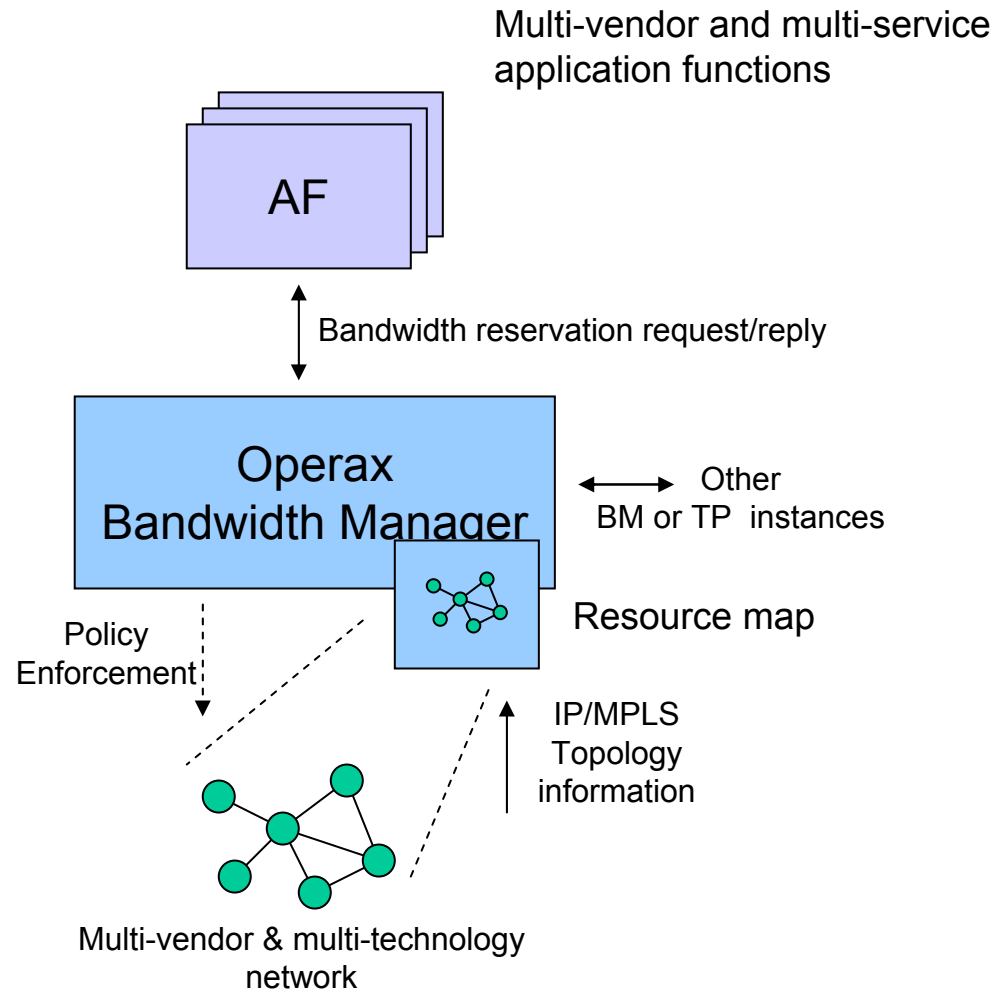 Multi-vendor and multi-service
application functions
AF
Bandwidth reservation request/reply
Operax
Bandwidth Manager
Other
BM or TP instances
Resource map
Policy
Enforcement
IP/MPLS
Topology
information
Multi-vendor & multi-technology
network